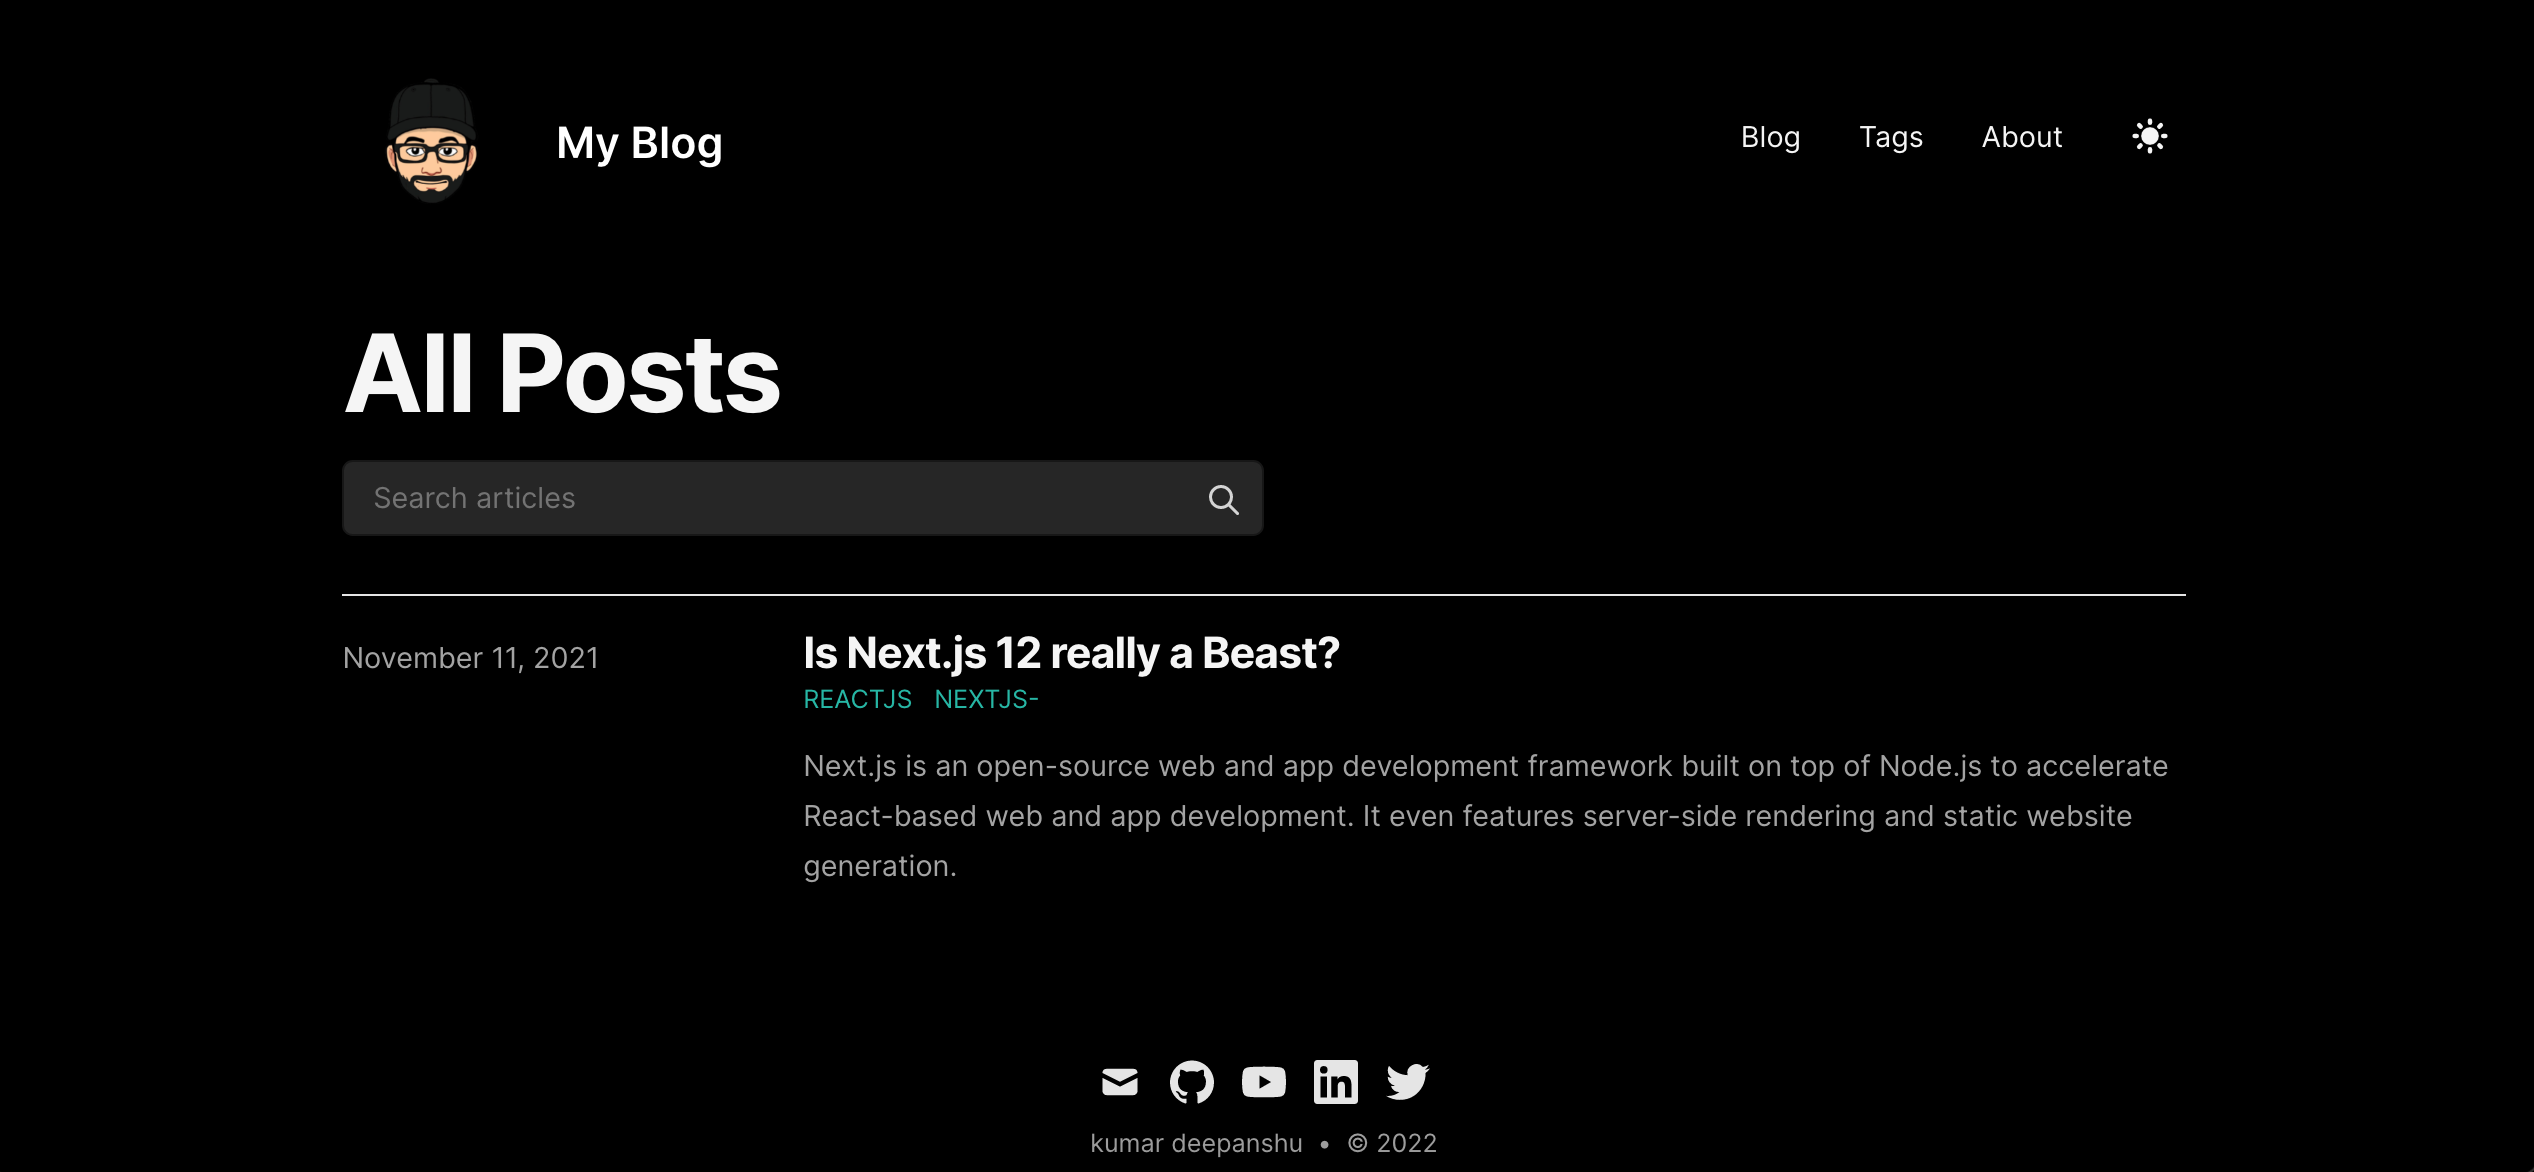 My Blog
Blog Tags About
All Posts
Search articles
November 11, 2021
Is Next.js 12 really a Beast?
REACTJS NEXTJS-
Next.js is an open-source web and app development framework built on top of Node.js to accelerate
React-based web and app development. It even features server-side rendering and static website
generation.
in
kumar deepanshu • © 2022